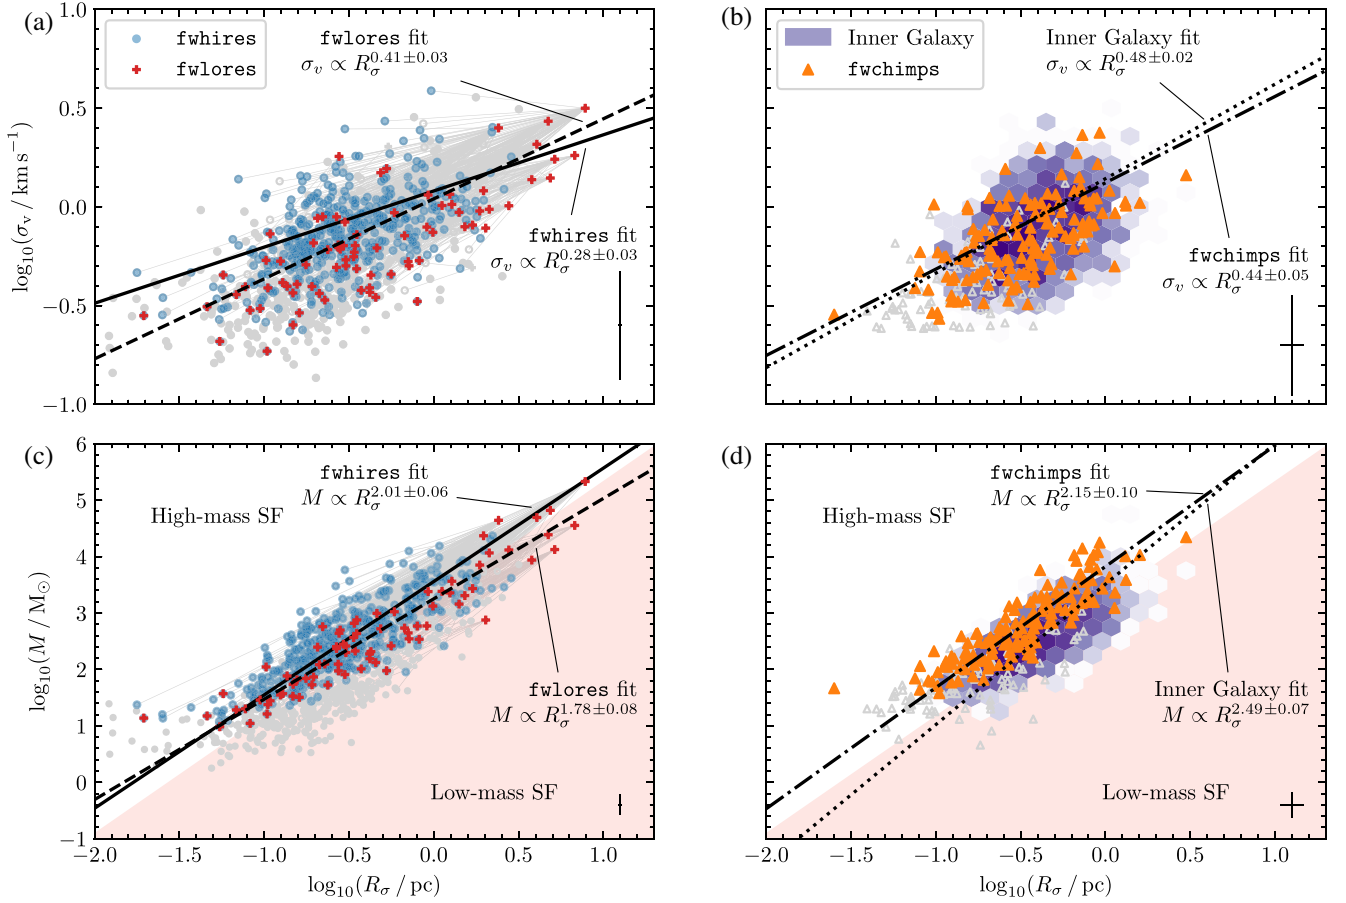 (a)
1.0
0.5
0.0
−0.5
−1.0
log₁₀(σᵥ / km s⁻¹)
fwhires
fwlores
fwlores fit
σ_v ∝ R_σ^{0.41±0.03}
fwhires fit
σ_v ∝ R_σ^{0.28±0.03}
(b)
Inner Galaxy
fwchimps
Inner Galaxy fit
σ_v ∝ R_σ^{0.48±0.02}
fwchimps fit
σ_v ∝ R_σ^{0.44±0.05}
(c)
6
5
4
3
2
1
0
−1
log₁₀(M / M⊙)
fwhires fit
M ∝ R_σ^{2.01±0.06}
High-mass SF
fwlores fit
M ∝ R_σ^{1.78±0.08}
Low-mass SF
−2.0 −1.5 −1.0 −0.5 0.0 0.5 1.0
log₁₀(R_σ / pc)
(d)
fwchimps fit
M ∝ R_σ^{2.15±0.10}
High-mass SF
Inner Galaxy fit
M ∝ R_σ^{2.49±0.07}
Low-mass SF
−2.0 −1.5 −1.0 −0.5 0.0 0.5 1.0
log₁₀(R_σ / pc)